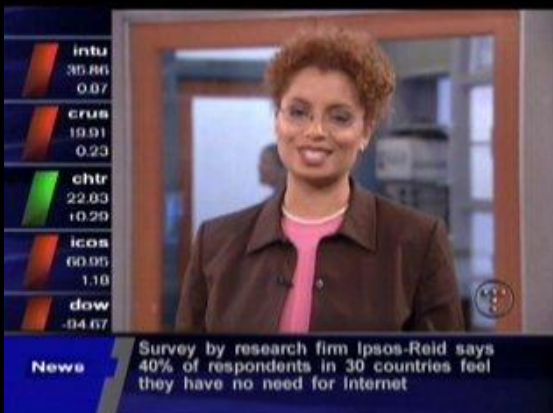 intu
35.86
0.07
crus
19.91
0.23
chtr
22.83
+0.29
icos
60.95
1.18
dow
-94.67
News
Survey by research firm Ipsos-Reid says
40% of respondents in 30 countries feel
they have no need for Internet